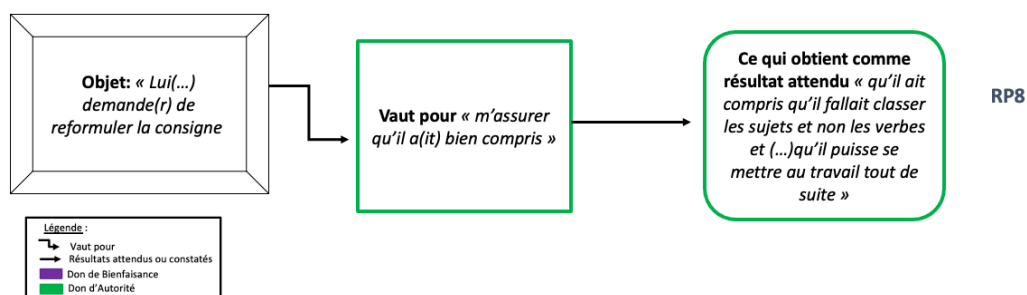 Objet: « Lui(…)
demande(r) de
reformuler la consigne
Vaut pour « m’assurer
qu’il a(it) bien compris »
Ce qui obtient comme
résultat attendu « qu’il ait
compris qu’il fallait classer
les sujets et non les verbes
et (…)qu’il puisse se
mettre au travail tout de
suite »
RP8
Légende :
Vaut pour
Résultats attendus ou constatés
Don de Bienfaisance
Don d’Autorité